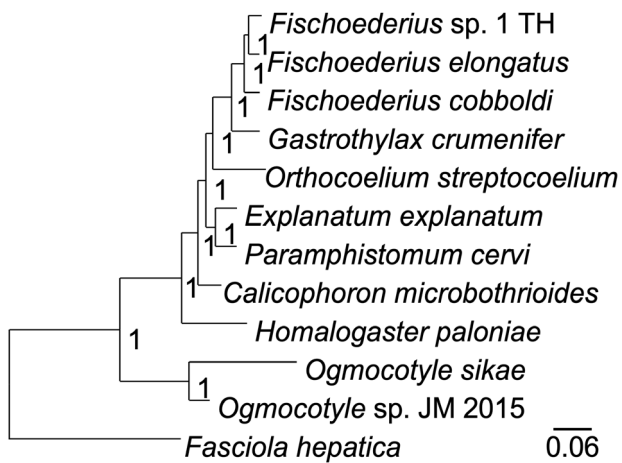 Fischoederius sp. 1 TH
1
Fischoederius elongatus
1
Fischoederius cobboldi
1
Gastrothylax crumenifer
1
Orthocoelium streptocoelium
1
Explanatum explanatum
1
1
Paramphistomum cervi
1
Calicophoron microbothrioides
Homalogaster paloniae
1
Ogmocotyle sikae
1
Ogmocotyle sp. JM 2015
Fasciola hepatica
0.06